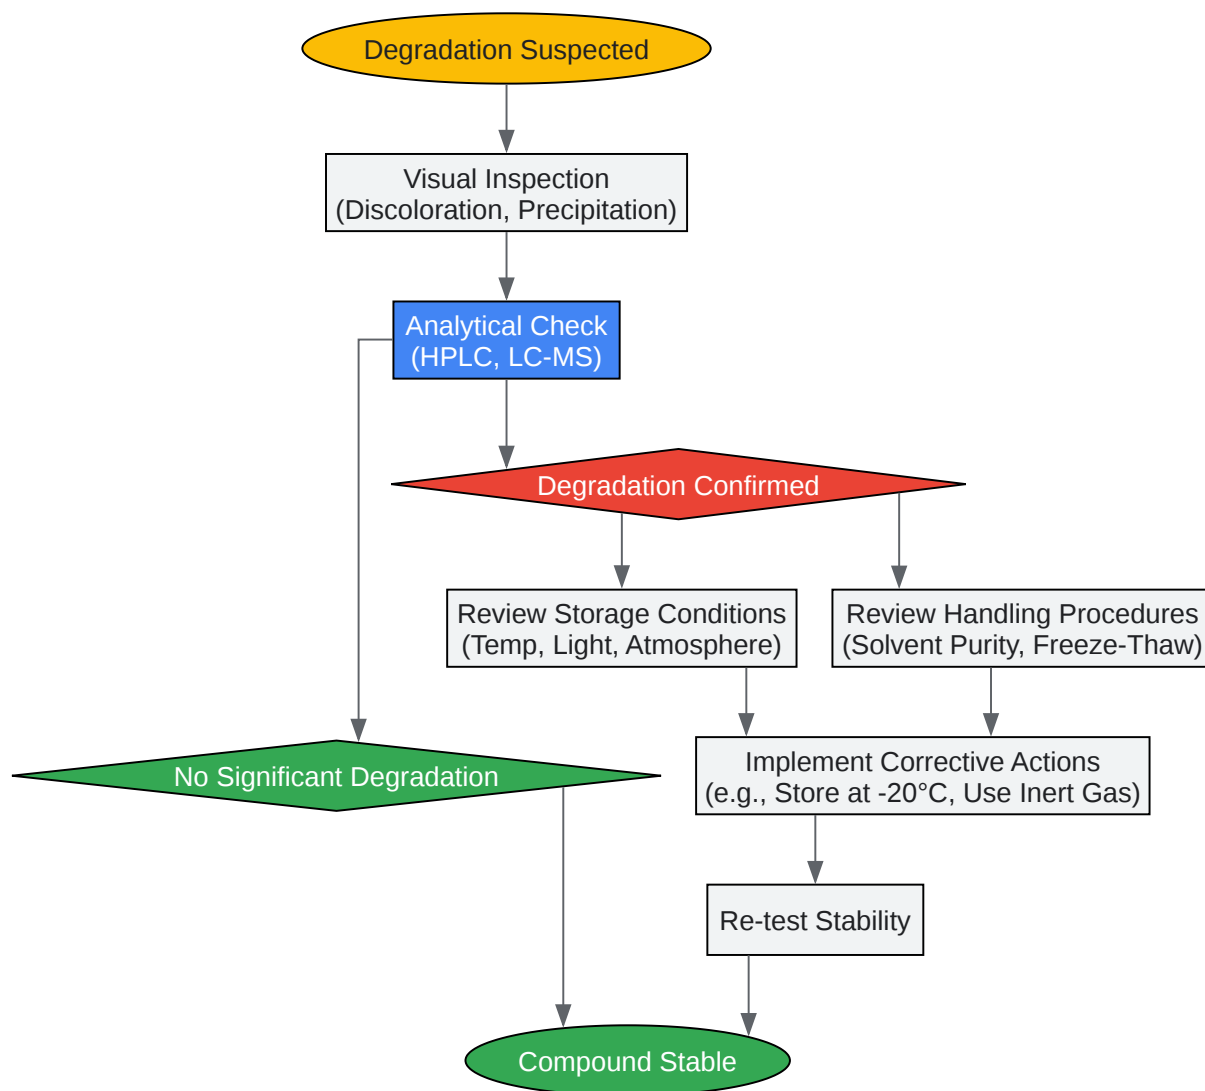 Degradation Suspected
Visual Inspection
(Discoloration, Precipitation)
Analytical Check
(HPLC, LC-MS)
Degradation Confirmed
Review Storage Conditions
(Temp, Light, Atmosphere)
Review Handling Procedures
(Solvent Purity, Freeze-Thaw)
No Significant Degradation
Implement Corrective Actions
(e.g., Store at -20°C, Use Inert Gas)
Re-test Stability
Compound Stable